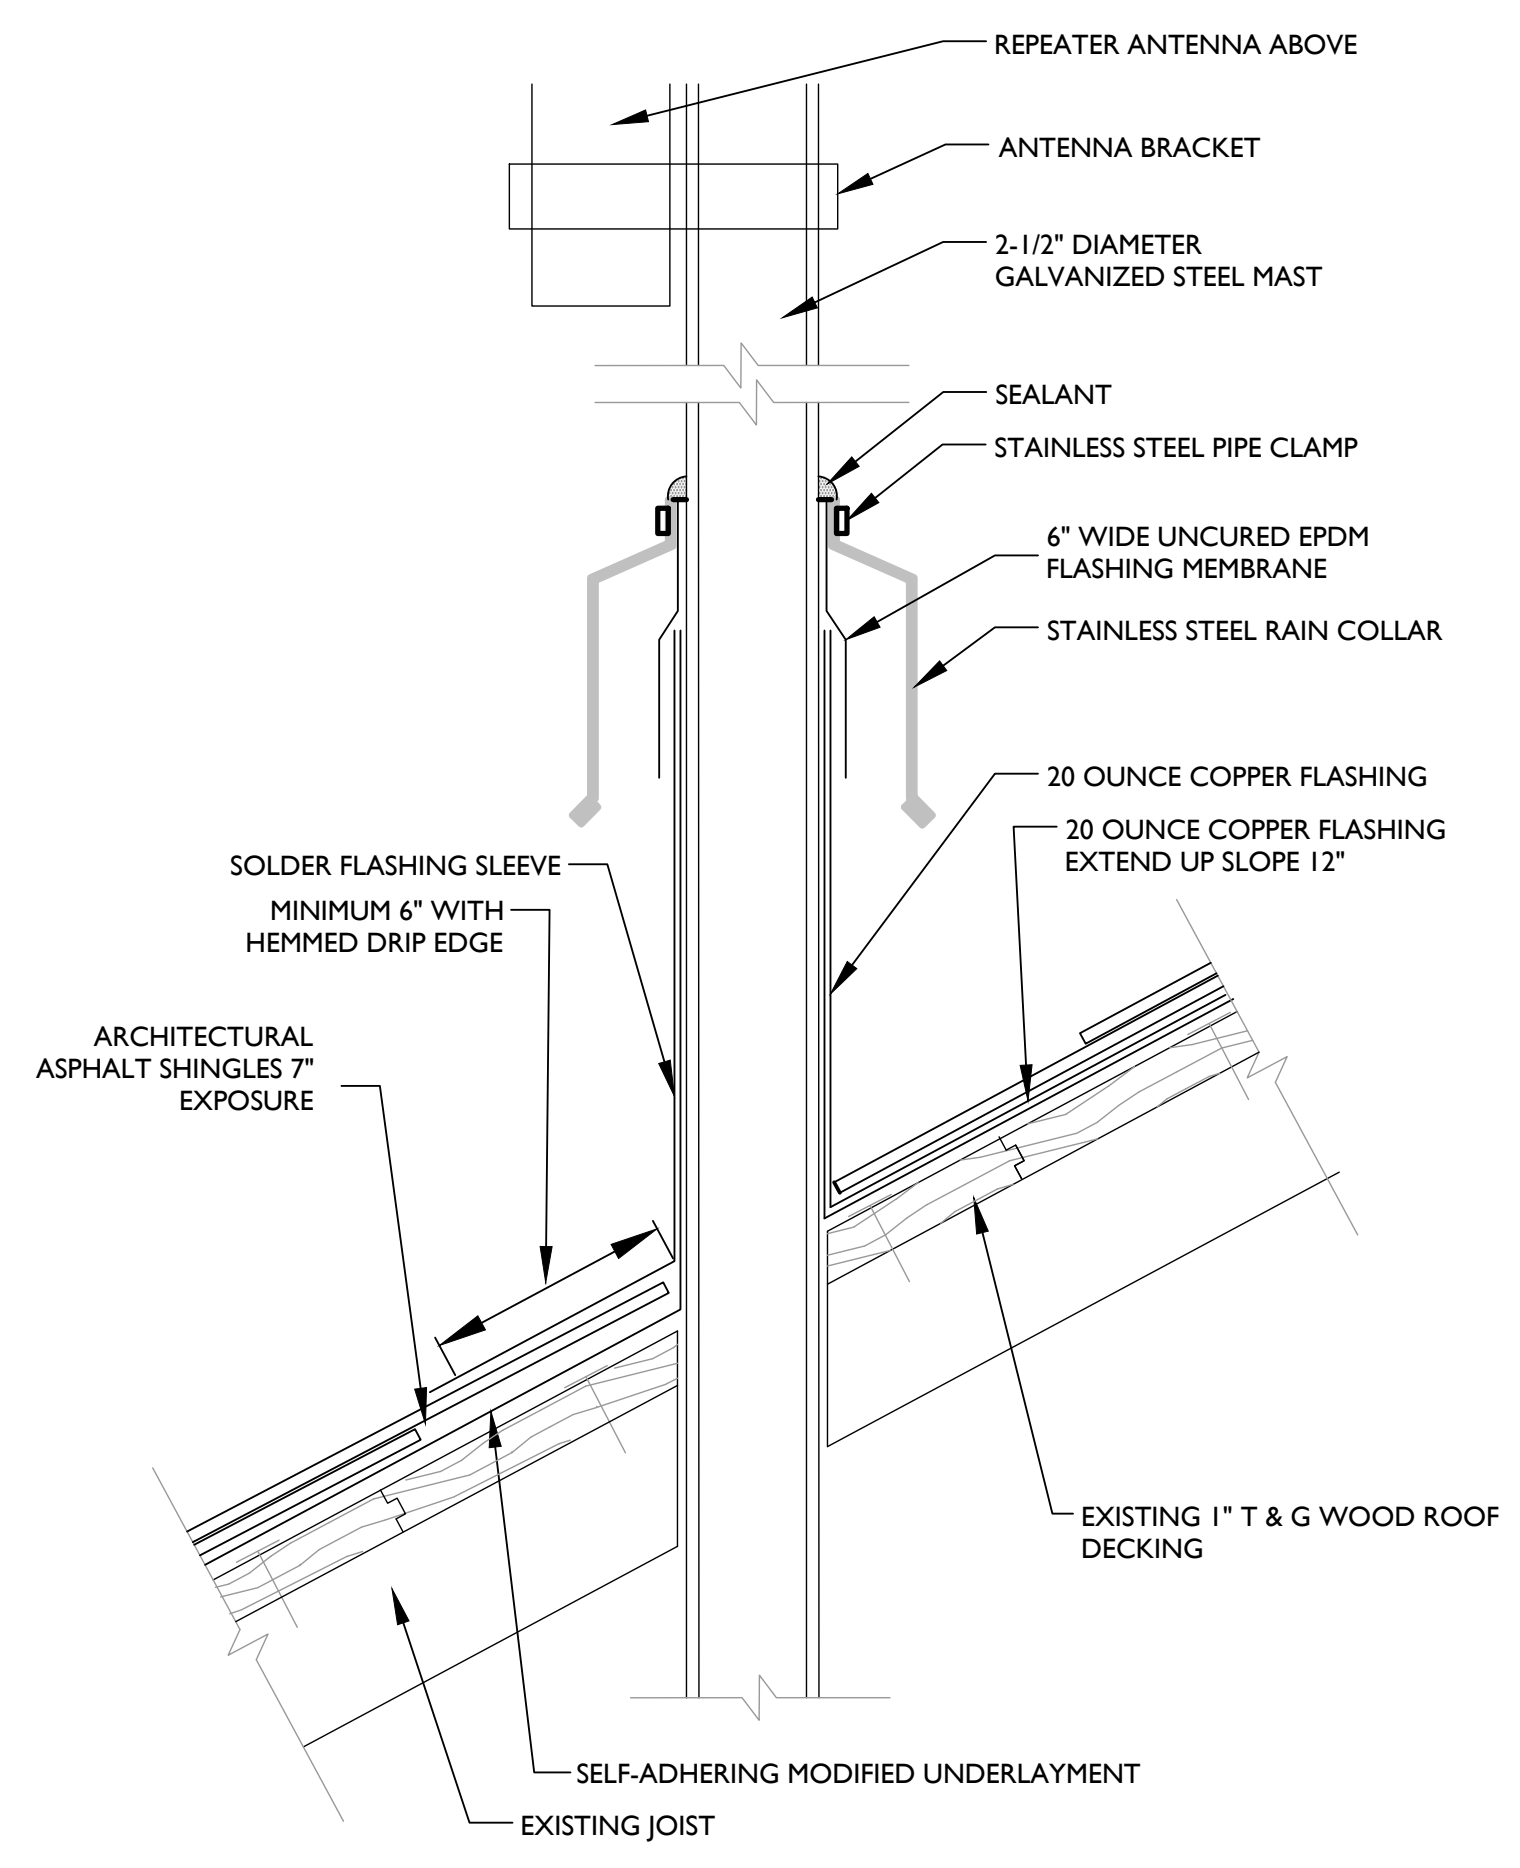 REPEATER ANTENNA ABOVE
ANTENNA BRACKET
2-1/2" DIAMETER
GALVANIZED STEEL MAST
SEALANT
STAINLESS STEEL PIPE CLAMP
6" WIDE UNCURED EPDM
FLASHING MEMBRANE
STAINLESS STEEL RAIN COLLAR
20 OUNCE COPPER FLASHING
20 OUNCE COPPER FLASHING
EXTEND UP SLOPE 12"
SOLDER FLASHING SLEEVE
MINIMUM 6" WITH
HEMMED DRIP EDGE
ARCHITECTURAL
ASPHALT SHINGLES 7"
EXPOSURE
EXISTING 1" T & G WOOD ROOF
DECKING
SELF-ADHERING MODIFIED UNDERLAYMENT
EXISTING JOIST